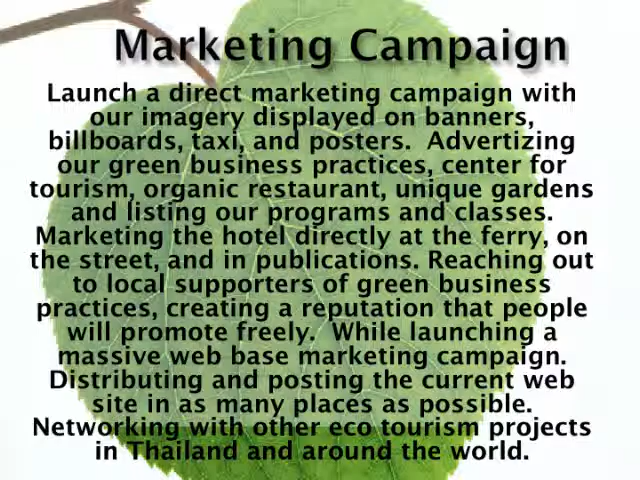 Marketing Campaign
Launch a direct marketing campaign with
our imagery displayed on banners,
billboards, taxi, and posters.  Advertizing
our green business practices, center for
tourism, organic restaurant, unique gardens
and listing our programs and classes.
Marketing the hotel directly at the ferry, on
the street, and in publications. Reaching out
to local supporters of green business
practices, creating a reputation that people
will promote freely.  While launching a
massive web base marketing campaign.
Distributing and posting the current web
site in as many places as possible.
Networking with other eco tourism projects
in Thailand and around the world.